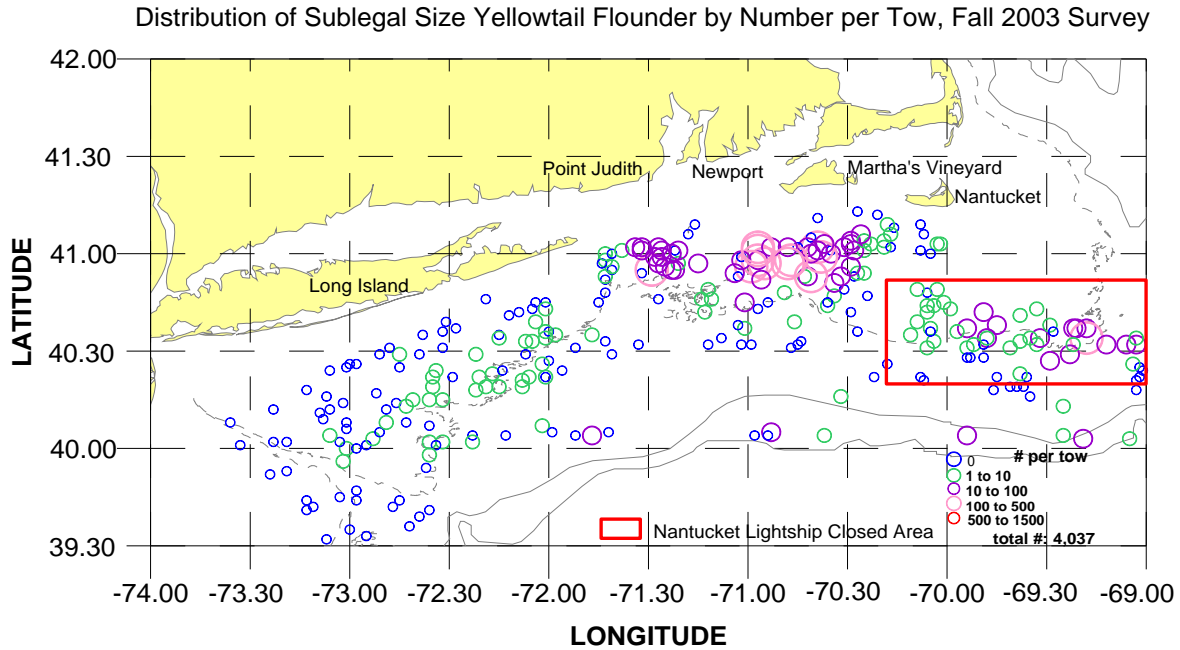 Distribution of Sublegal Size Yellowtail Flounder by Number per Tow, Fall 2003 Survey
42.00
41.30
41.00
40.30
40.00
39.30
LATITUDE
Point Judith
Newport
Martha's Vineyard
Nantucket
Long Island
# per tow
0
1 to 10
10 to 100
100 to 500
500 to 1500
total #: 4,037
Nantucket Lightship Closed Area
-74.00 -73.30 -73.00 -72.30 -72.00 -71.30 -71.00 -70.30 -70.00 -69.30 -69.00
LONGITUDE